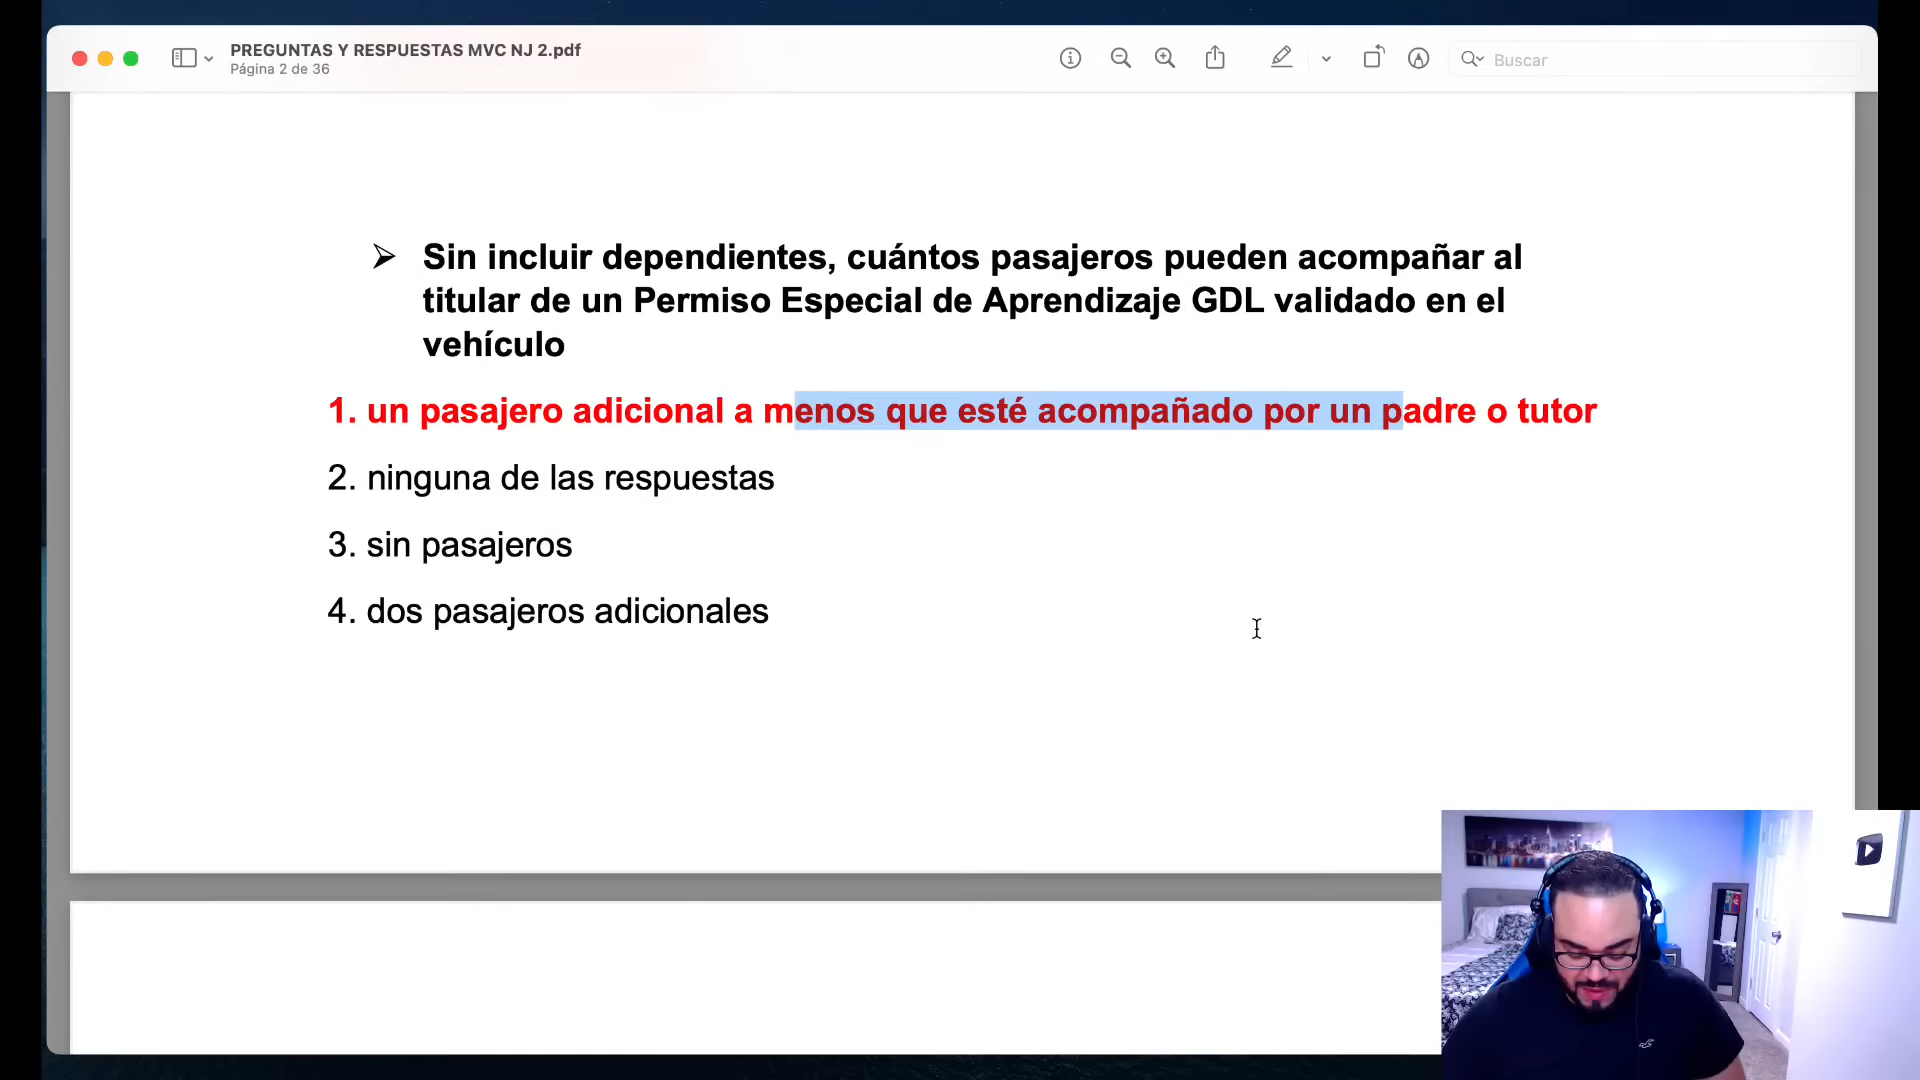 PREGUNTAS Y RESPUESTAS MVC NJ 2.pdf
Página 2 de 36
Buscar
➢ Sin incluir dependientes, cuántos pasajeros pueden acompañar al
titular de un Permiso Especial de Aprendizaje GDL validado en el
vehículo
1. un pasajero adicional a menos que esté acompañado por un padre o tutor
2. ninguna de las respuestas
3. sin pasajeros
4. dos pasajeros adicionales